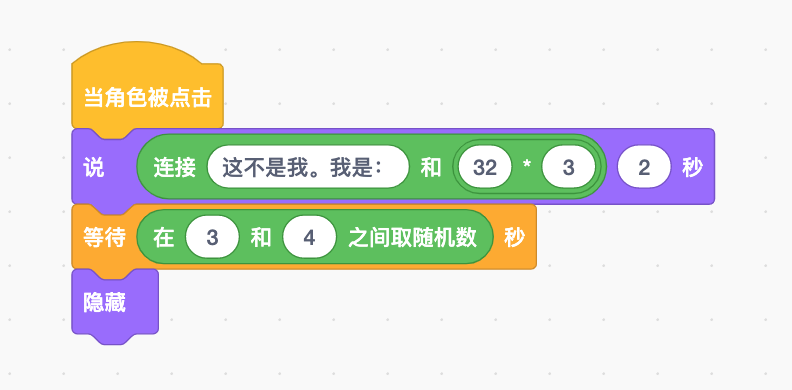 当角色被点击
说 连接 这不是我。我是： 和 32 * 3 2 秒
等待 在 3 和 4 之间取随机数 秒
隐藏